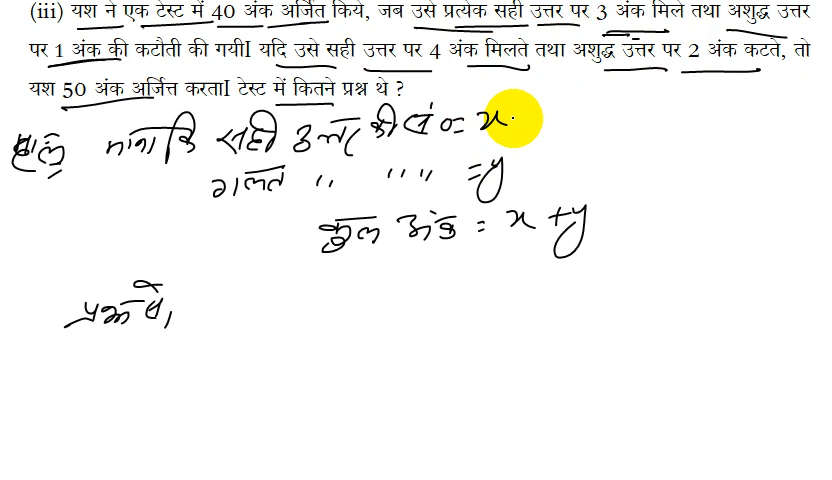 (iii) यश ने एक टेस्ट में 40 अंक अर्जित किये, जब उसे प्रत्येक सही उत्तर पर 3 अंक मिले तथा अशुद्ध उत्तर
पर 1 अंक की कटौती की गयी। यदि उसे सही उत्तर पर 4 अंक मिलते तथा अशुद्ध उत्तर पर 2 अंक कटते, तो
यश 50 अंक अर्जित करता। टेस्ट में कितने प्रश्न थे ?
हलः माना कि सही उत्तर की सं० = x
गलत " " " = y
कुल अंक = x + y
प्रश्न से,